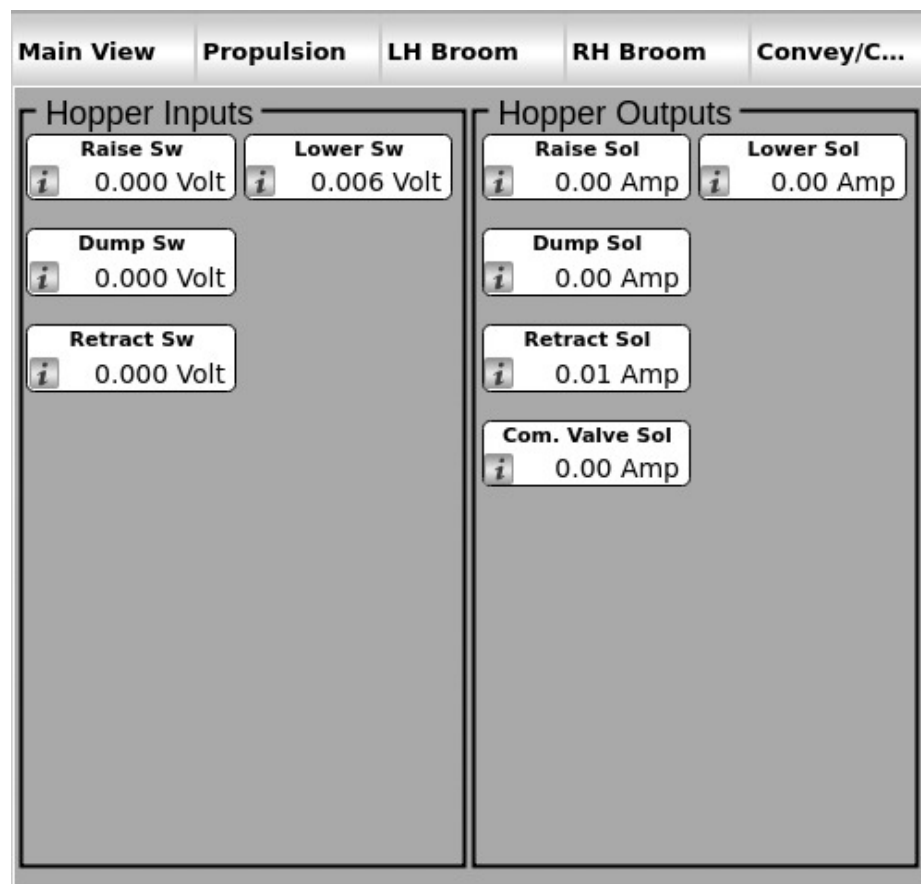 Main View Propulsion LH Broom RH Broom Convey/C...
Hopper Inputs
Raise Sw
i 0.000 Volt
Lower Sw
i 0.006 Volt
Dump Sw
i 0.000 Volt
Retract Sw
i 0.000 Volt
Hopper Outputs
Raise Sol
i 0.00 Amp
Lower Sol
i 0.00 Amp
Dump Sol
i 0.00 Amp
Retract Sol
i 0.01 Amp
Com. Valve Sol
i 0.00 Amp